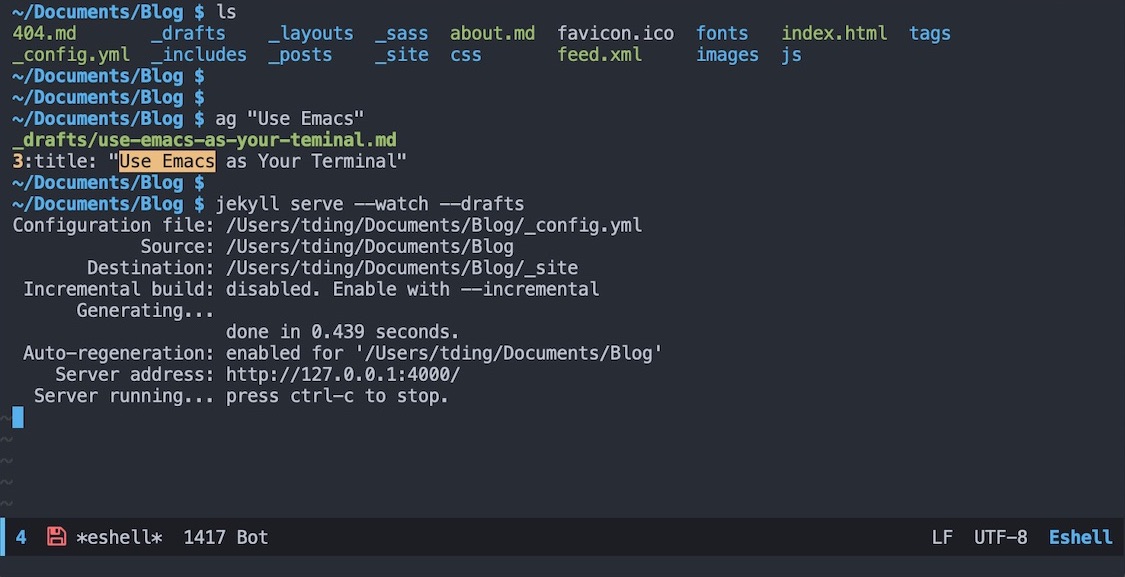 ~/Documents/Blog $ ls
404.md       _drafts    _layouts  _sass  about.md  favicon.ico  fonts   index.html  tags
_config.yml  _includes  _posts    _site  css       feed.xml     images  js
~/Documents/Blog $
~/Documents/Blog $
~/Documents/Blog $ ag "Use Emacs"
_drafts/use-emacs-as-your-teminal.md
3:title: "Use Emacs as Your Terminal"
~/Documents/Blog $
~/Documents/Blog $ jekyll serve --watch --drafts
Configuration file: /Users/tding/Documents/Blog/_config.yml
            Source: /Users/tding/Documents/Blog
       Destination: /Users/tding/Documents/Blog/_site
 Incremental build: disabled. Enable with --incremental
      Generating...
                    done in 0.439 seconds.
 Auto-regeneration: enabled for '/Users/tding/Documents/Blog'
    Server address: http://127.0.0.1:4000/
  Server running... press ctrl-c to stop.
~
~
~
~
~
4 *eshell* 1417 Bot LF UTF-8 Eshell